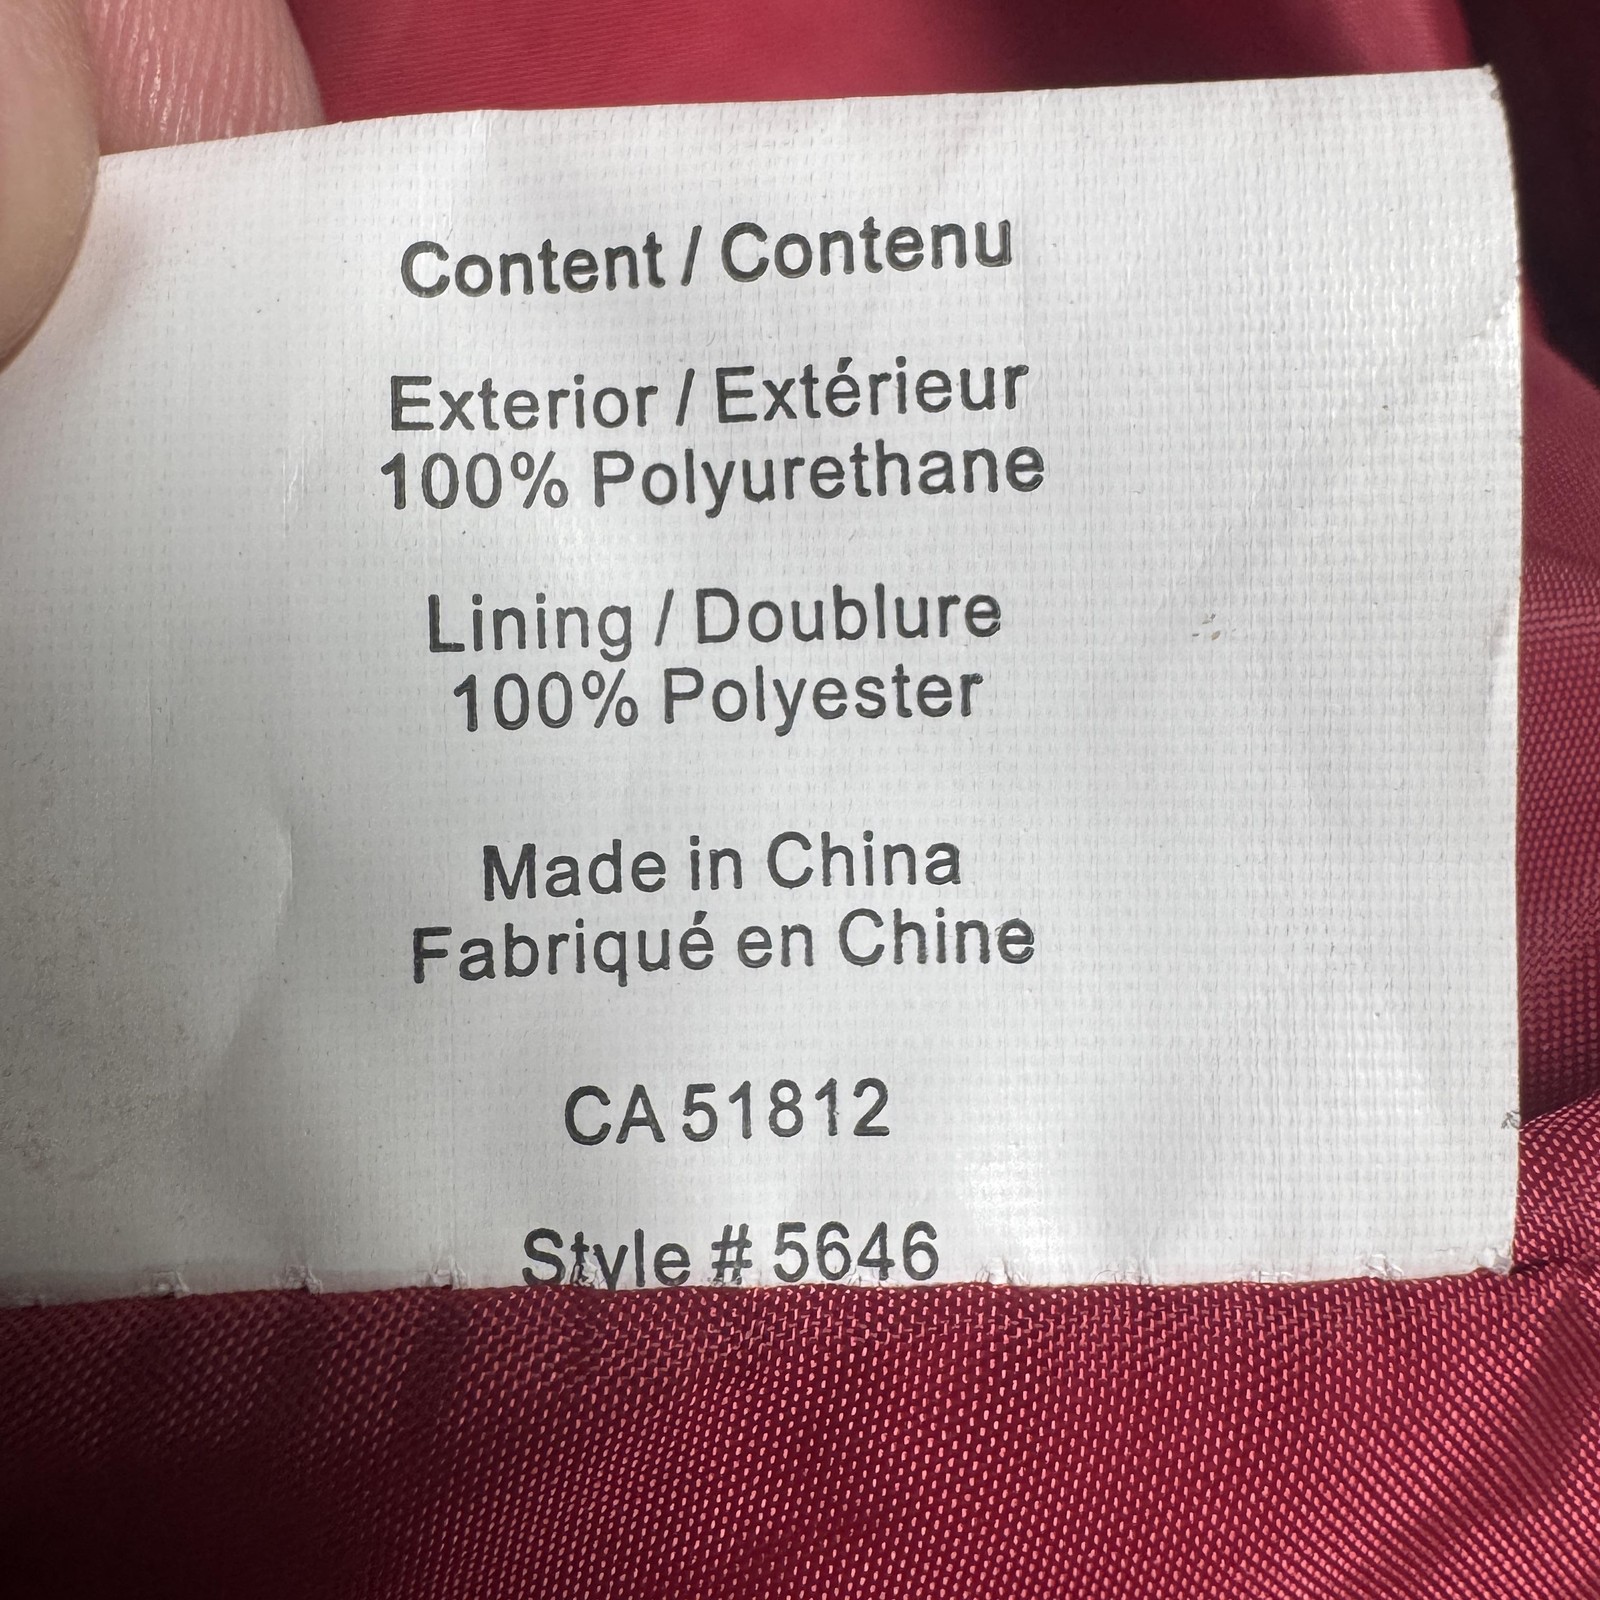 Content / Contenu
Exterior / Extérieur
100% Polyurethane
Lining / Doublure
100% Polyester
Made in China
Fabriqué en Chine
CA 51812
Style # 5646